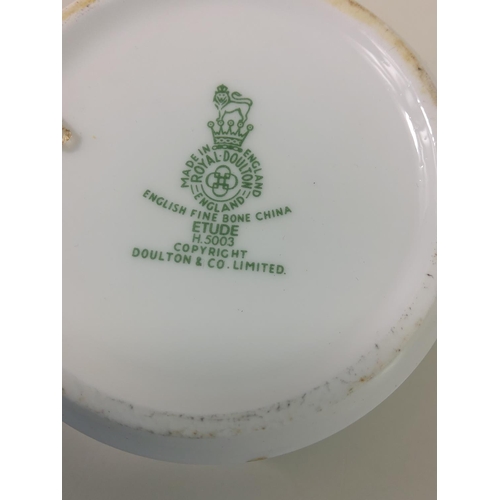 MADE IN ENGLAND
ROYAL·DOULTON
ENGLAND
ENGLISH FINE BONE CHINA
ETUDE
H.5003
COPYRIGHT
DOULTON & CO. LIMITED.